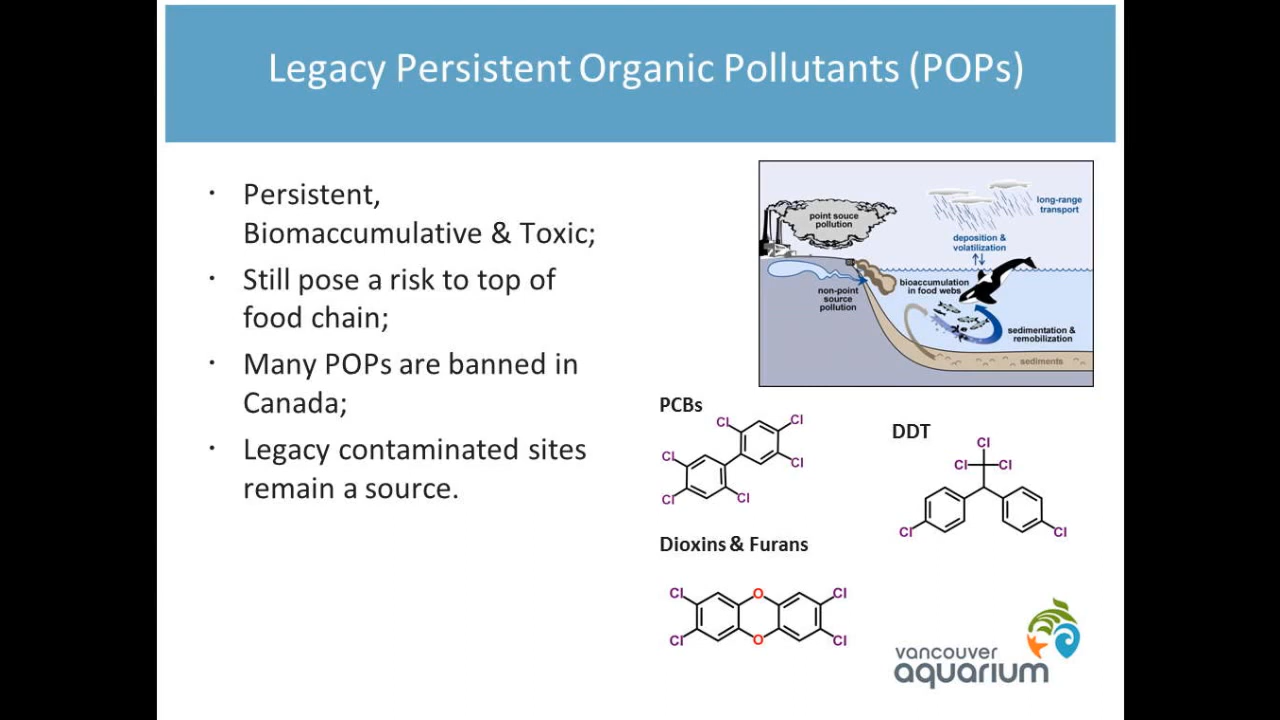 Legacy Persistent Organic Pollutants (POPs)
· Persistent,
Biomaccumulative & Toxic;
· Still pose a risk to top of
food chain;
· Many POPs are banned in
Canada;
· Legacy contaminated sites
remain a source.
point souce
pollution
long-range
transport
deposition &
volatilization
bioaccumulation
in food webs
non-point
source
pollution
sedimentation &
remobilization
sediments
PCBs
Cl
Cl
Cl
Cl
Cl
Cl
DDT
Cl
Cl
Cl
Cl
Cl
Dioxins & Furans
Cl
O
Cl
Cl
O
Cl
vancouver
aquarium